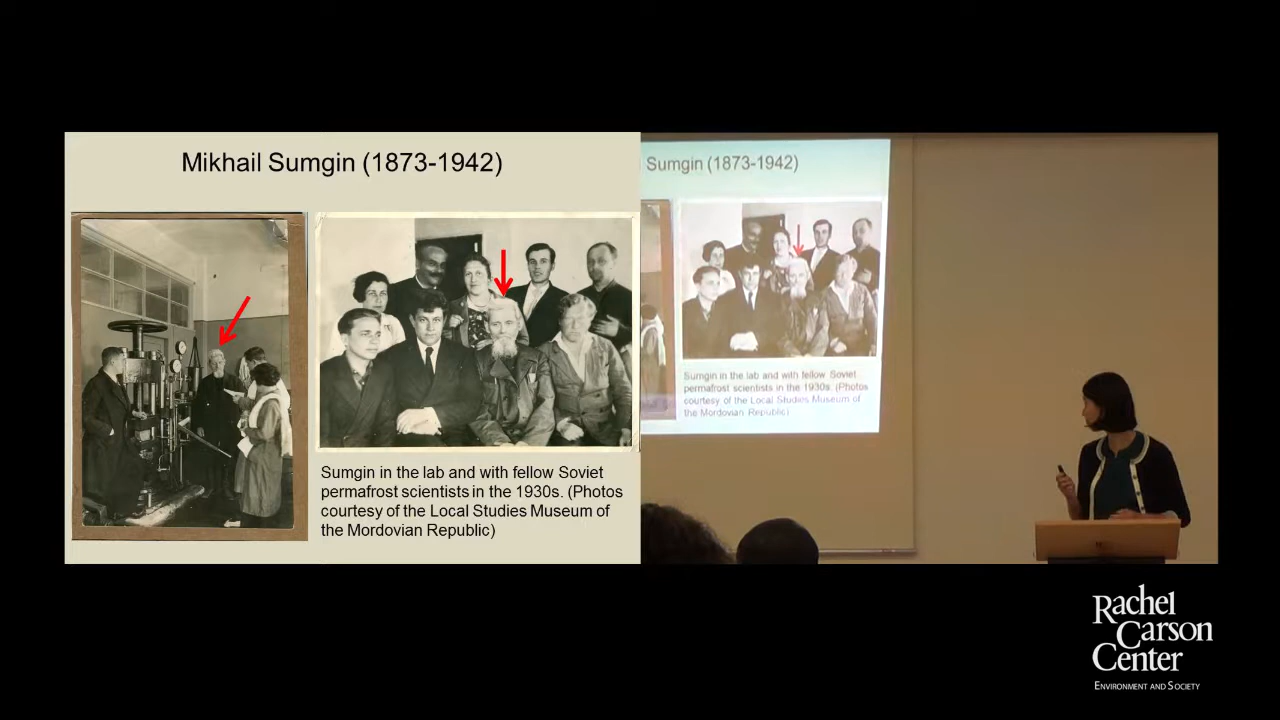 Mikhail Sumgin (1873-1942)
Sumgin in the lab and with fellow Soviet
permafrost scientists in the 1930s. (Photos
courtesy of the Local Studies Museum of
the Mordovian Republic)
Sumgin (1873-1942)
Sumgin in the lab and with fellow Soviet
permafrost scientists in the 1930s. (Photos
courtesy of the Local Studies Museum of
the Mordovian Republic)
Rachel
Carson
Center
ENVIRONMENT AND SOCIETY